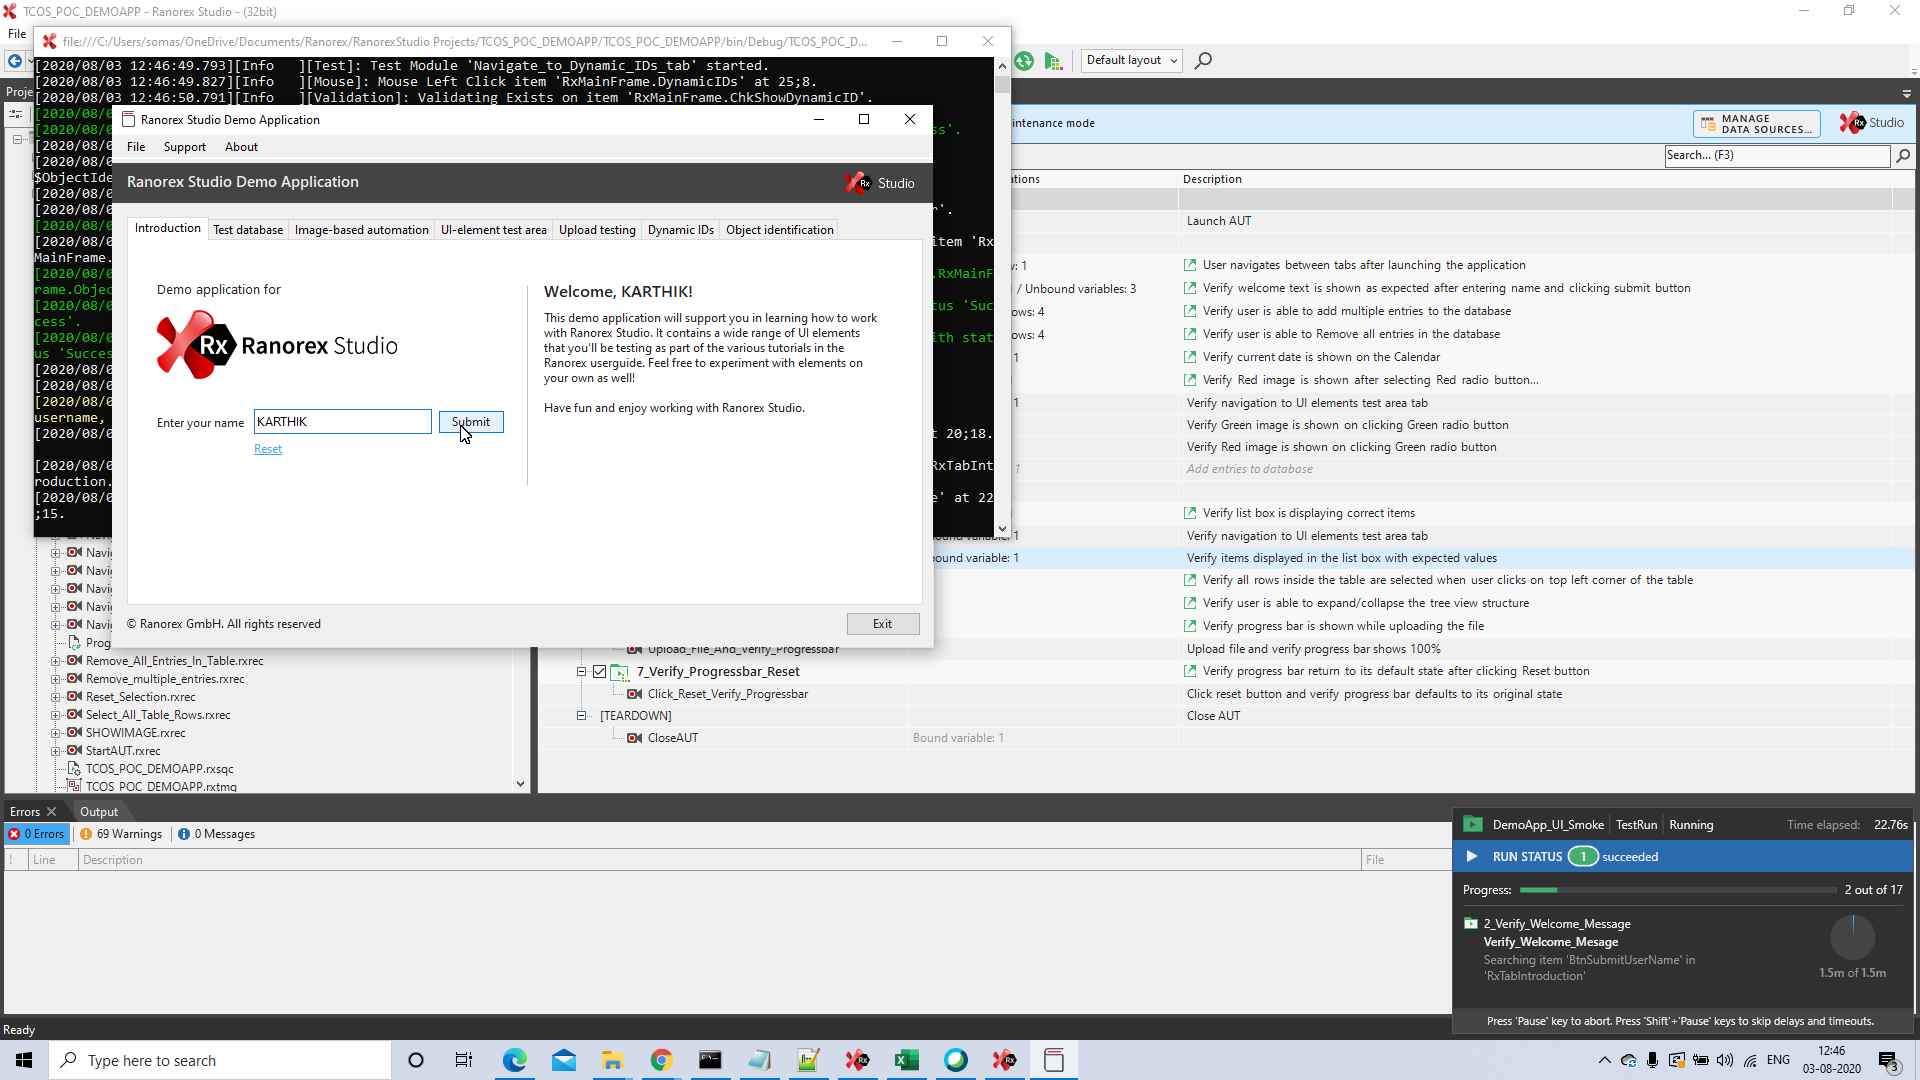 TCOS_POC_DEMOAPP - Ranorex Studio - (32bit)
File
file:///C:/Users/somas/OneDrive/Documents/Ranorex/RanorexStudio Projects/TCOS_POC_DEMOAPP/TCOS_POC_DEMOAPP/bin/Debug/TCOS_POC_D...
Default layout
[2020/08/03 12:46:49.793][Info   ][Test]: Test Module 'Navigate_to_Dynamic_IDs_tab' started.
[2020/08/03 12:46:49.827][Info   ][Mouse]: Mouse Left Click item 'RxMainFrame.DynamicIDs' at 25;8.
[2020/08/03 12:46:50.791][Info   ][Validation]: Validating Exists on item 'RxMainFrame.ChkShowDynamicID'.
Proje
[2020/08/0
[2020/08/0
ss'.
[2020/08/0
[2020/08/0
$ObjectIde
[2020/08/0
[2020/08/0
'.
[2020/08/0
[2020/08/0
item 'Rx
MainFrame.
[2020/08/0
.RxMainF
rame.Objec
[2020/08/0
tus 'Suc
cess'.
[2020/08/0
ith stat
us 'Succes
[2020/08/0
[2020/08/0
[2020/08/0
username,
[2020/08/0
t 20;18.
[2020/08/0
RxTabInt
roduction.
[2020/08/0
e' at 22
;15.
Ranorex Studio Demo Application
File
Support
About
Ranorex Studio Demo Application
Rx
Studio
Introduction
Test database
Image-based automation
UI-element test area
Upload testing
Dynamic IDs
Object identification
Demo application for
Rx Ranorex Studio
Enter your name
KARTHIK
Submit
Reset
Welcome, KARTHIK!
This demo application will support you in learning how to work
with Ranorex Studio. It contains a wide range of UI elements
that you'll be testing as part of the various tutorials in the
Ranorex userguide. Feel free to experiment with elements on
your own as well!
Have fun and enjoy working with Ranorex Studio.
© Ranorex GmbH. All rights reserved
Exit
intenance mode
MANAGE
DATA SOURCES...
Rx
Studio
Search... (F3)
tions
Description
Launch AUT
w: 1
User navigates between tabs after launching the application
/ Unbound variables: 3
Verify welcome text is shown as expected after entering name and clicking submit button
ows: 4
Verify user is able to add multiple entries to the database
ows: 4
Verify user is able to Remove all entries in the database
1
Verify current date is shown on the Calendar
Verify Red image is shown after selecting Red radio button...
1
Verify navigation to UI elements test area tab
Verify Green image is shown on clicking Green radio button
Verify Red image is shown on clicking Green radio button
Add entries to database
Verify list box is displaying correct items
ound variable: 1
Verify navigation to UI elements test area tab
bound variable: 1
Verify items displayed in the list box with expected values
Verify all rows inside the table are selected when user clicks on top left corner of the table
Verify user is able to expand/collapse the tree view structure
Verify progress bar is shown while uploading the file
Upload_File_And_Verify_Progressbar
Upload file and verify progress bar shows 100%
7_Verify_Progressbar_Reset
Verify progress bar return to its default state after clicking Reset button
Click_Reset_Verify_Progressbar
Click reset button and verify progress bar defaults to its original state
[TEARDOWN]
Close AUT
CloseAUT
Bound variable: 1
Navi
Navi
Navi
Navi
Navi
Prog
Remove_All_Entries_In_Table.rxrec
Remove_multiple_entries.rxrec
Reset_Selection.rxrec
Select_All_Table_Rows.rxrec
SHOWIMAGE.rxrec
StartAUT.rxrec
TCOS_POC_DEMOAPP.rxsqc
TCOS_POC_DEMOAPP.rxtmg
Errors
Output
0 Errors
69 Warnings
0 Messages
!
Line
Description
File
DemoApp_UI_Smoke
TestRun
Running
Time elapsed:
22.76s
RUN STATUS
1
succeeded
Progress:
2 out of 17
2_Verify_Welcome_Message
Verify_Welcome_Mesage
Searching item 'BtnSubmitUserName' in
'RxTabIntroduction'
1.5m of 1.5m
Press 'Pause' key to abort. Press 'Shift'+'Pause' keys to skip delays and timeouts.
Ready
Type here to search
ENG
12:46
03-08-2020
3